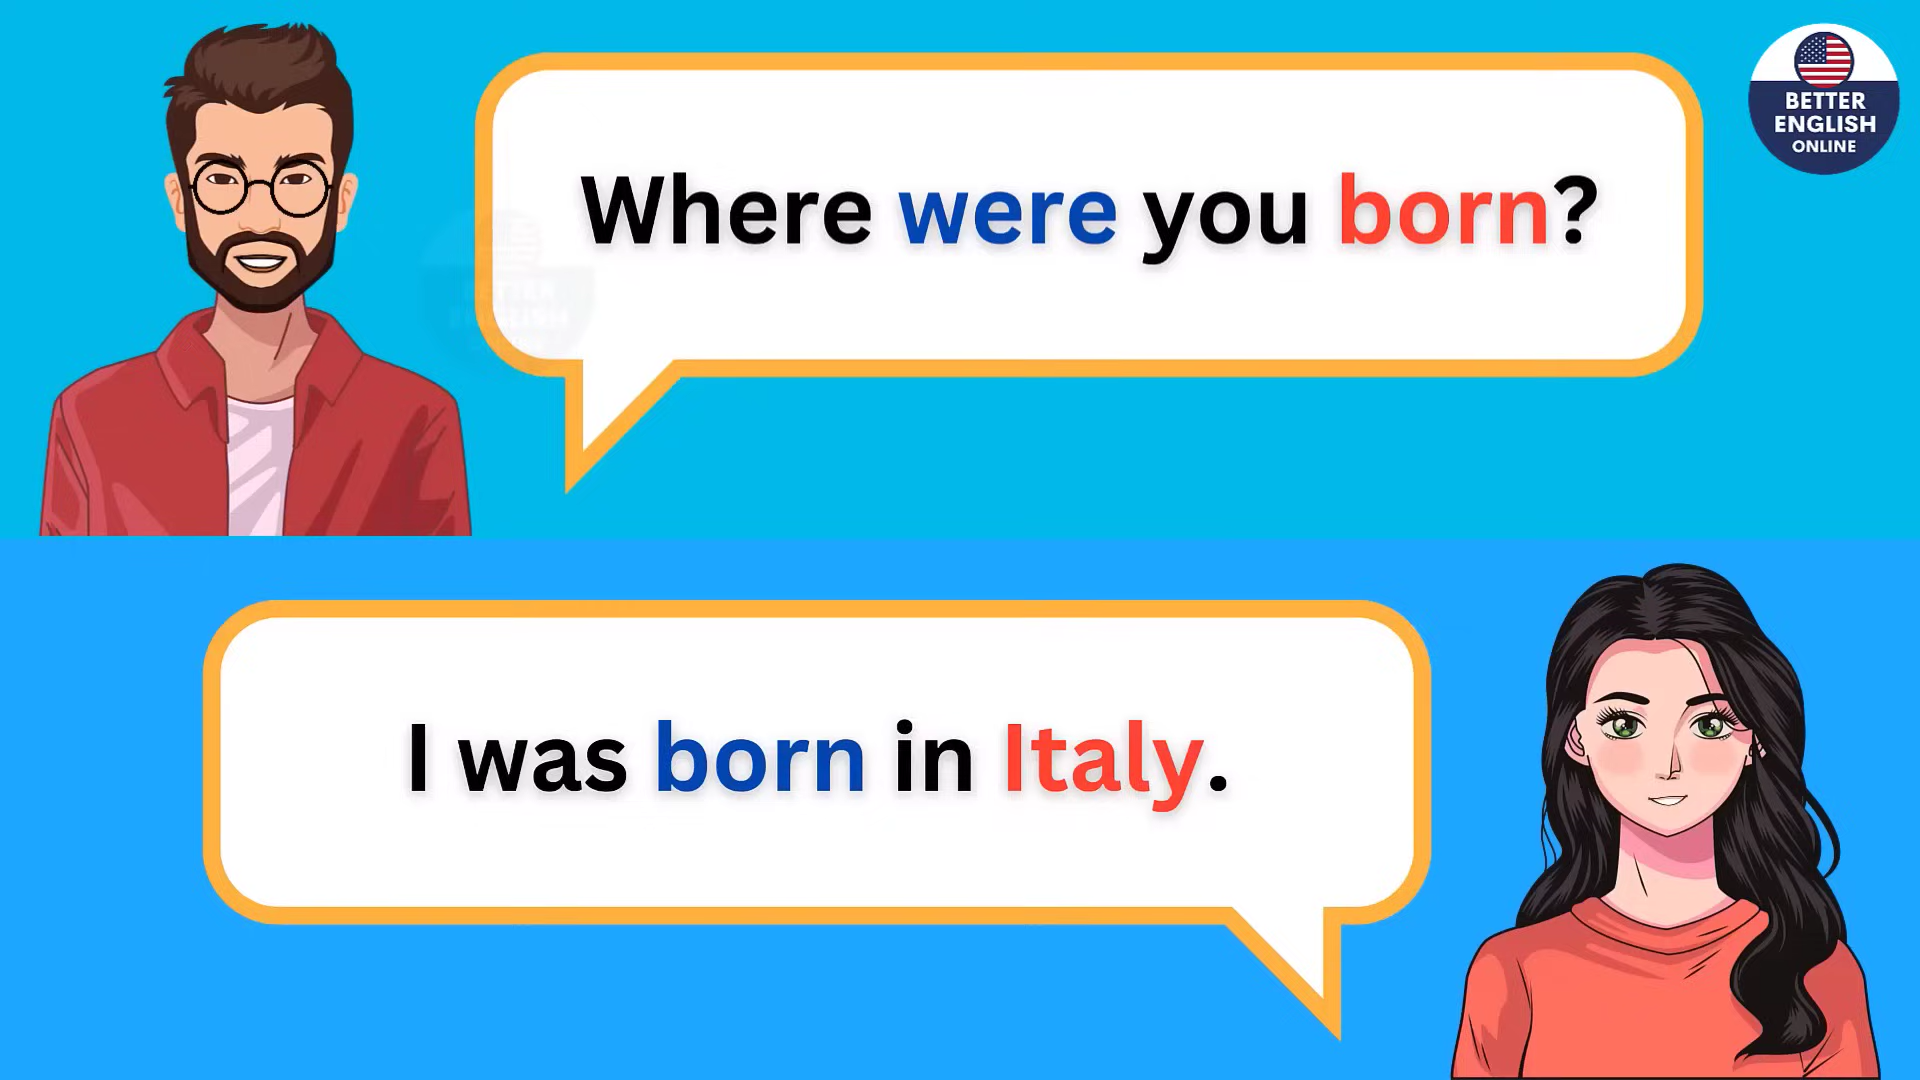 BETTER
ENGLISH
ONLINE
Where were you born?
I was born in Italy.